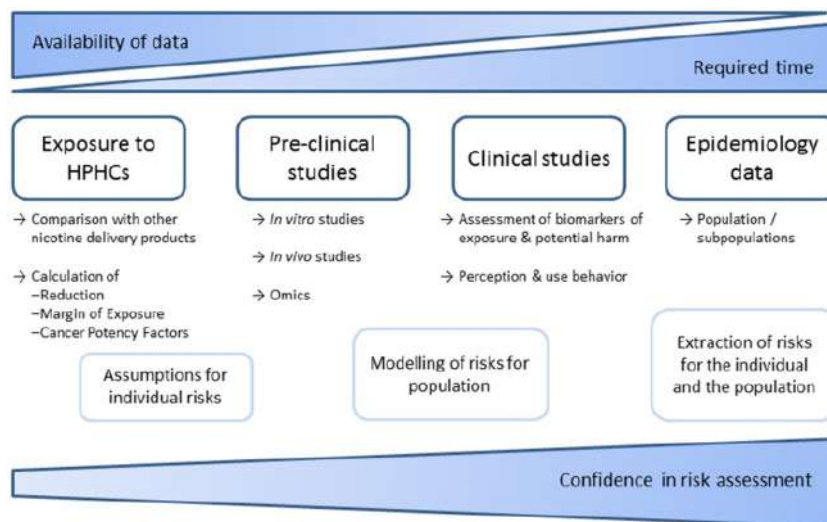 Availability of data
Required time
Exposure to
HPHCs
→ Comparison with other
nicotine delivery products
→ Calculation of
–Reduction
–Margin of Exposure
–Cancer Potency Factors
Pre-clinical
studies
→ In vitro studies
→ In vivo studies
→ Omics
Clinical studies
→ Assessment of biomarkers of
exposure & potential harm
→ Perception & use behavior
Epidemiology
data
→ Population /
subpopulations
Assumptions for
individual risks
Modelling of risks for
population
Extraction of risks
for the individual
and the population
Confidence in risk assessment